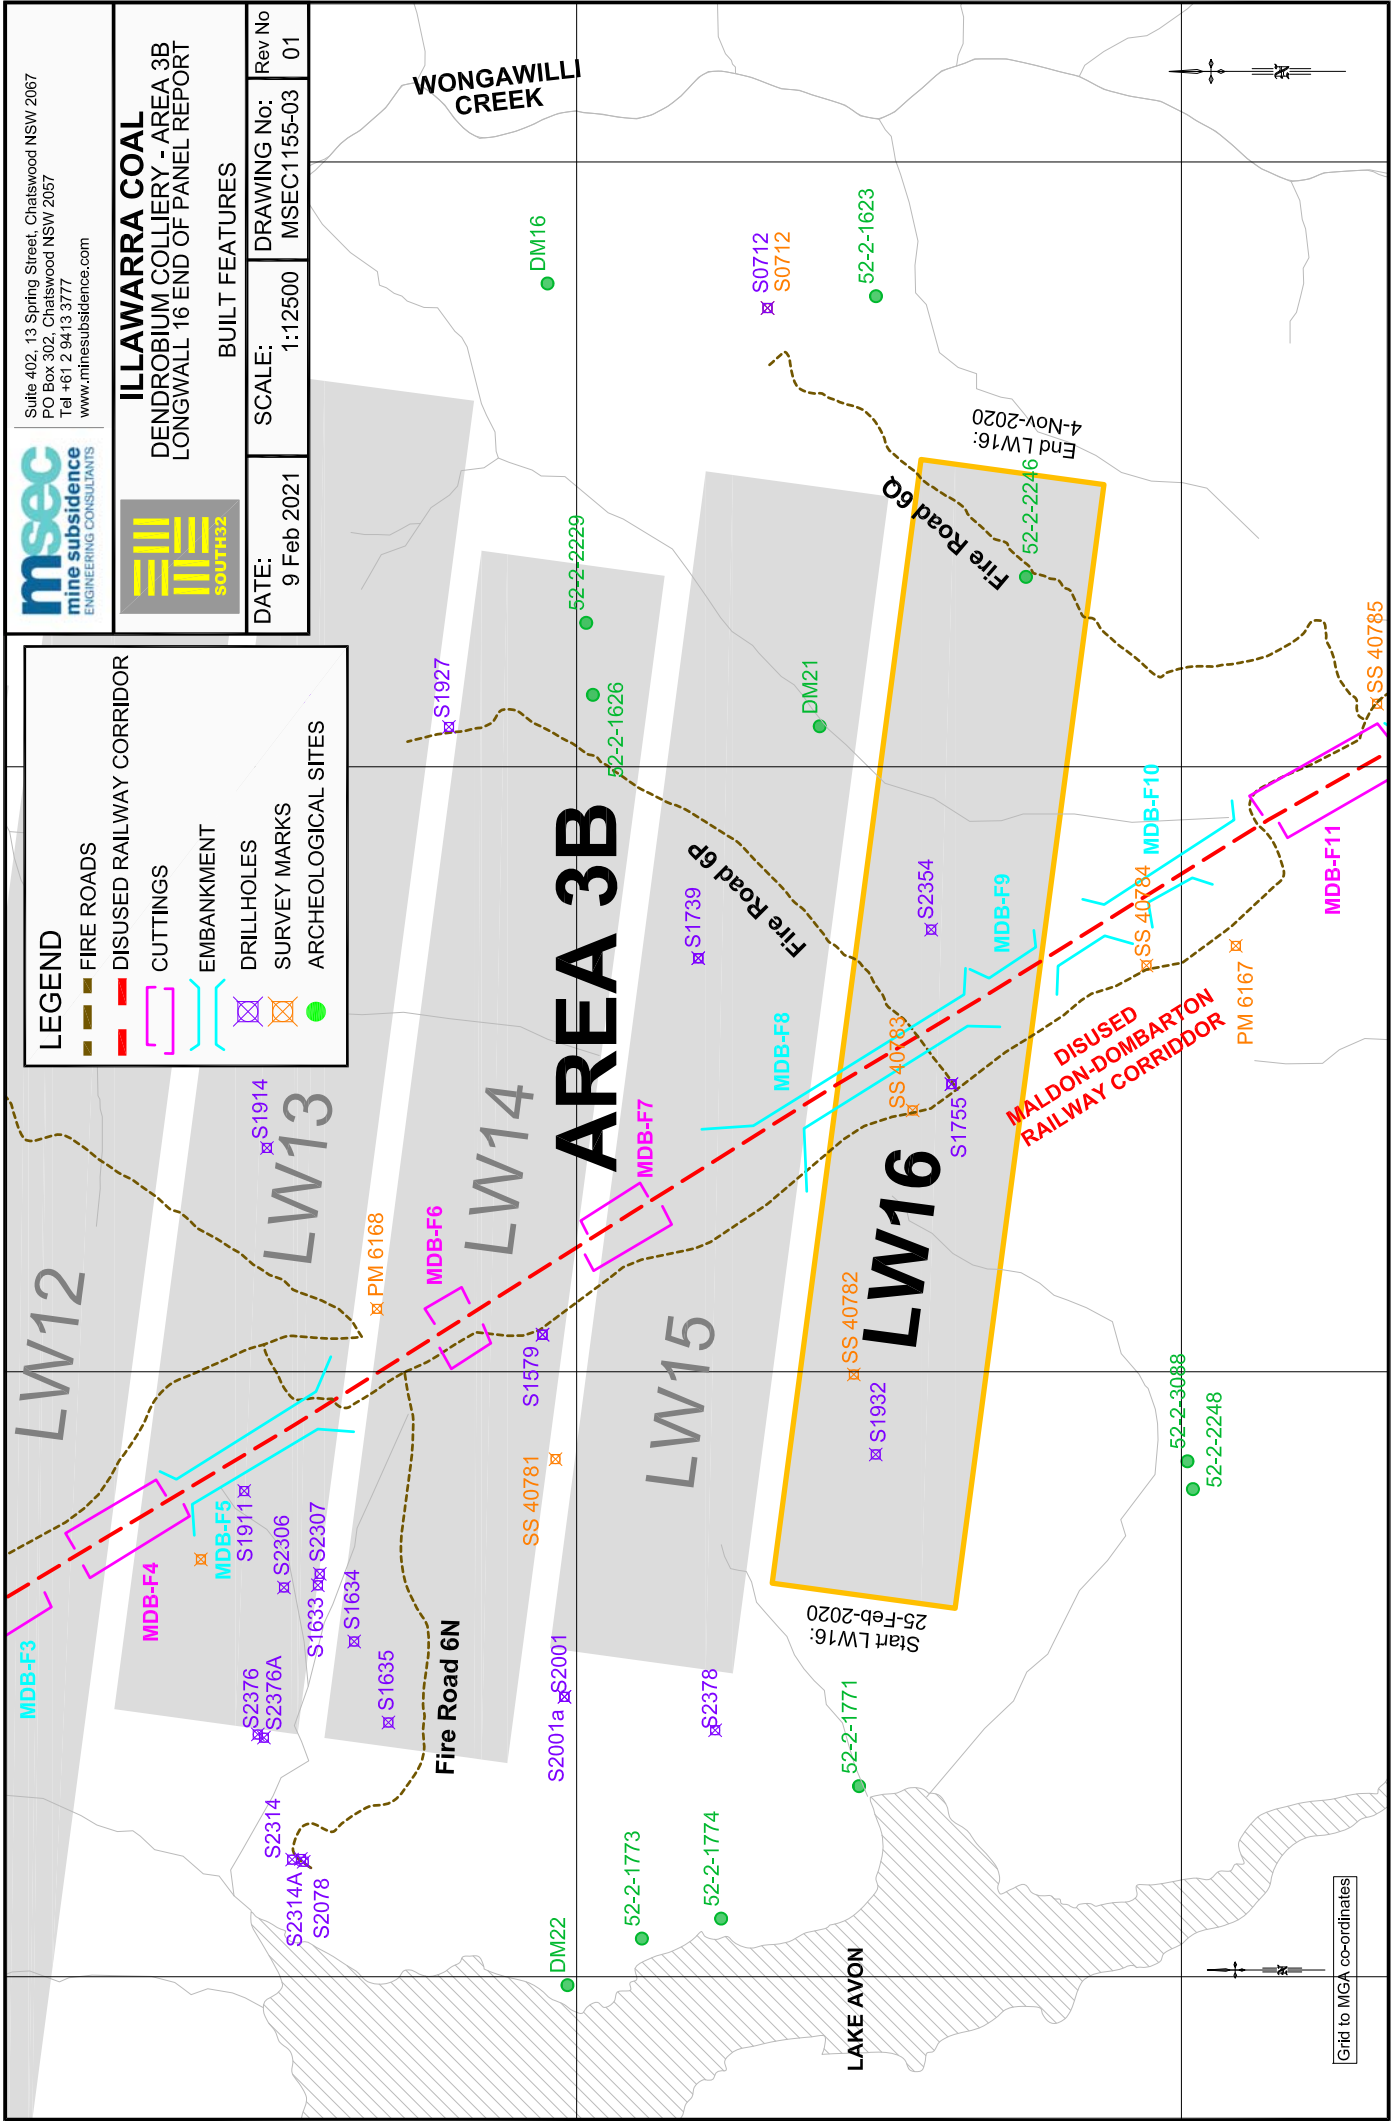 msec
mine subsidence
ENGINEERING CONSULTANTS
Suite 402, 13 Spring Street, Chatswood NSW 2067
PO Box 302, Chatswood NSW 2057
Tel +61 2 9413 3777
www.minesubsidence.com
SOUTH32
ILLAWARRA COAL
DENDROBIUM COLLIERY - AREA 3B
LONGWALL 16 END OF PANEL REPORT
BUILT FEATURES
DATE:
9 Feb 2021
SCALE:
1:12500
DRAWING No:
MSEC1155-03
Rev No
01
LEGEND
FIRE ROADS
DISUSED RAILWAY CORRIDOR
CUTTINGS
EMBANKMENT
DRILLHOLES
SURVEY MARKS
ARCHEOLOGICAL SITES
WONGAWILLI
CREEK
N
LW12
LW13
LW14
LW15
LW16
AREA 3B
MDB-F3
MDB-F4
MDB-F5
MDB-F6
MDB-F7
MDB-F8
MDB-F9
MDB-F10
MDB-F11
S1914
S1911
S2306
S2307
S1633
S1634
S1635
S2376
S2376A
S2314
S2314A
S2078
PM 6168
S1927
S1579
SS 40781
S2001a
S2001
S2378
DM16
52-2-2229
52-2-1626
DM21
S0712
S0712
52-2-1623
S1739
Fire Road 6P
Fire Road 6Q
Fire Road 6N
S2354
SS 40783
S1755
SS 40782
S1932
52-2-2246
End LW16:
4-Nov-2020
Start LW16:
25-Feb-2020
SS 40784
PM 6167
SS 40785
DISUSED
MALDON-DOMBARTON
RAILWAY CORRIDDOR
52-2-3088
52-2-2248
52-2-1771
52-2-1774
52-2-1773
DM22
LAKE AVON
N
Grid to MGA co-ordinates